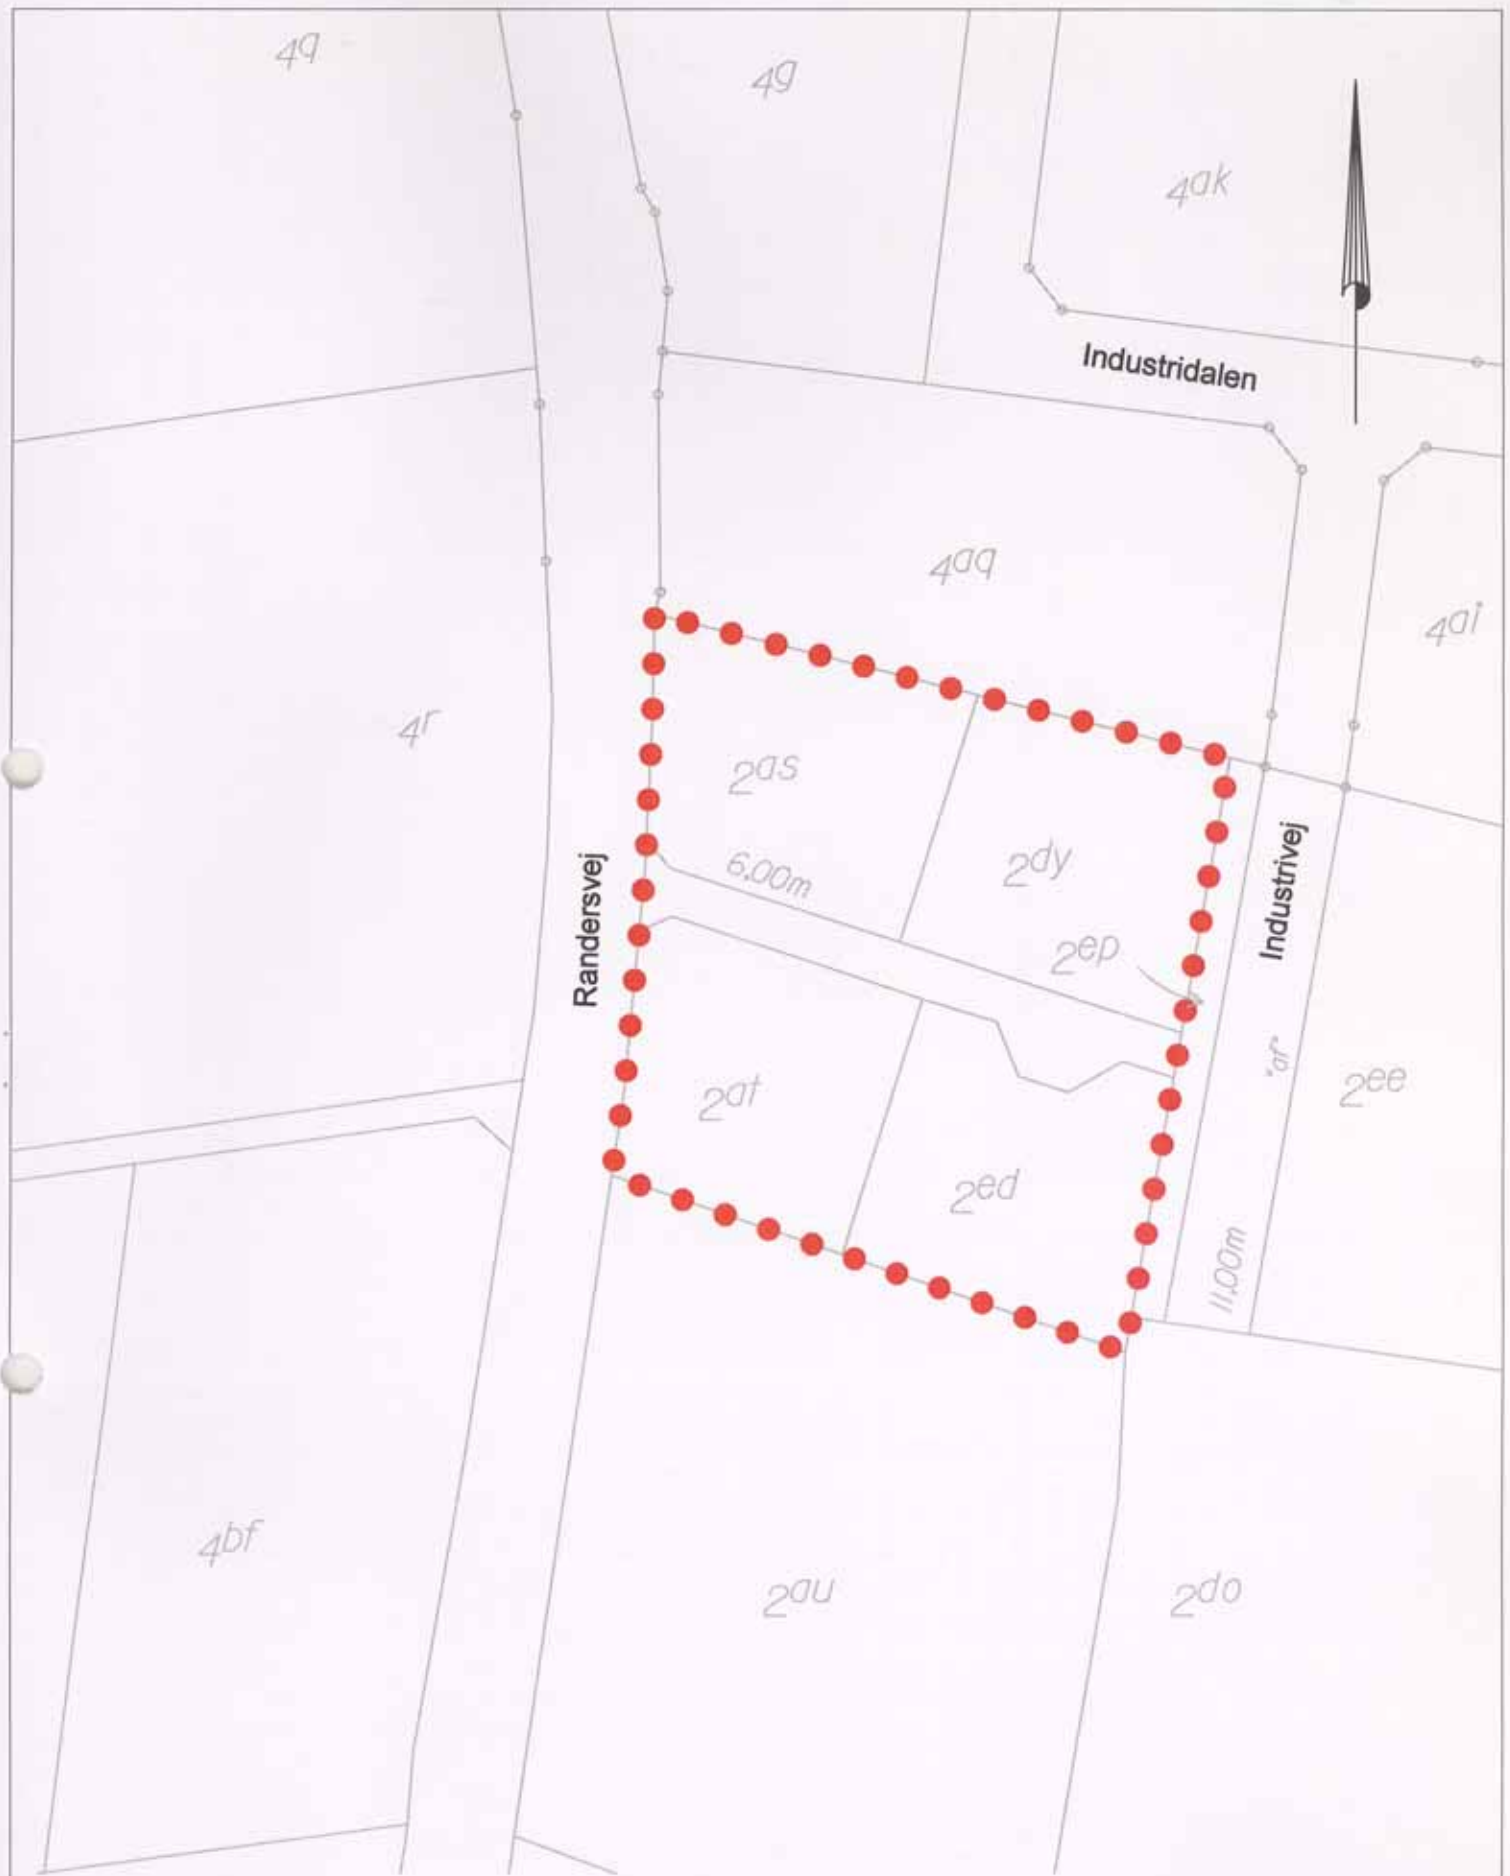 4q
4g
4ak
Industridalen
4aq
4ai
4r
2as
6.00m
2dy
Randersvej
Industrivej
2ep
"af"
2at
2ee
2ed
11.00m
4bf
2au
2do